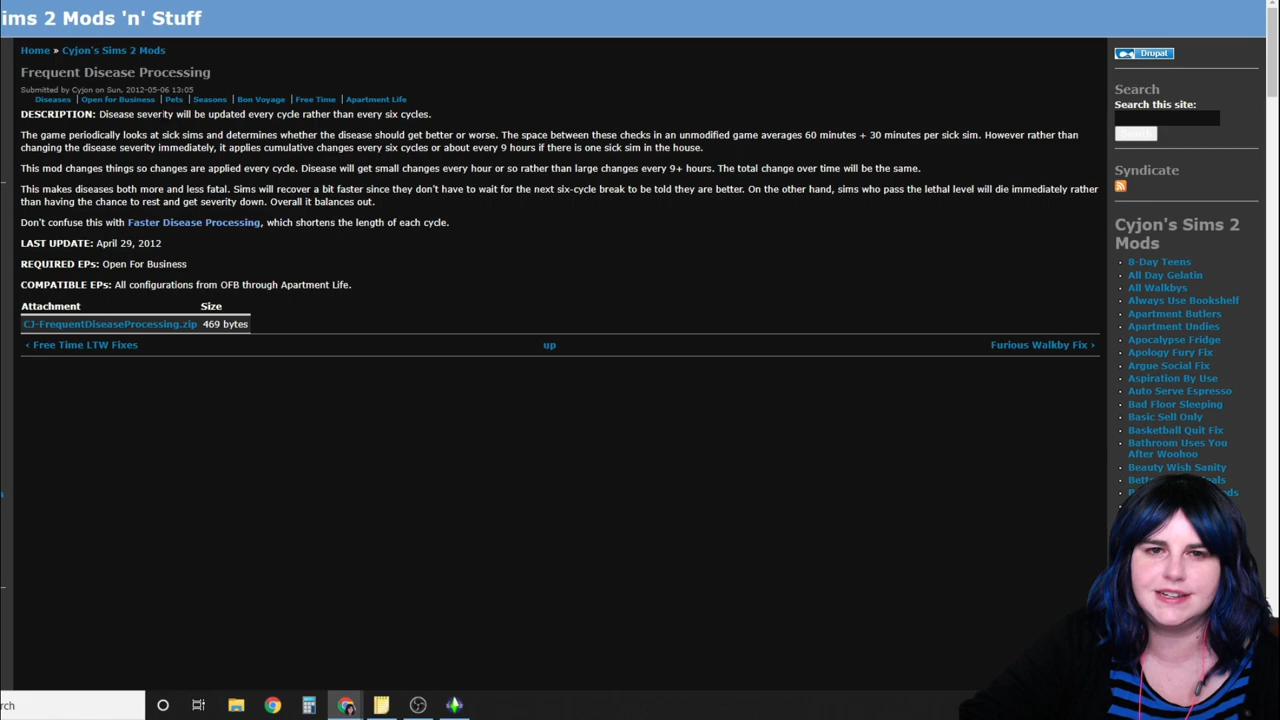 ims 2 Mods 'n' Stuff
Home » Cyjon's Sims 2 Mods
Frequent Disease Processing
Submitted by Cyjon on Sun, 2012-05-06 13:05
Diseases | Open for Business | Pets | Seasons | Bon Voyage | Free Time | Apartment Life
DESCRIPTION: Disease severity will be updated every cycle rather than every six cycles.
The game periodically looks at sick sims and determines whether the disease should get better or worse. The space between these checks in an unmodified game averages 60 minutes + 30 minutes per sick sim. However rather than
changing the disease severity immediately, it applies cumulative changes every six cycles or about every 9 hours if there is one sick sim in the house.
This mod changes things so changes are applied every cycle. Disease will get small changes every hour or so rather than large changes every 9+ hours. The total change over time will be the same.
This makes diseases both more and less fatal. Sims will recover a bit faster since they don't have to wait for the next six-cycle break to be told they are better. On the other hand, sims who pass the lethal level will die immediately rather
than having the chance to rest and get severity down. Overall it balances out.
Don't confuse this with Faster Disease Processing, which shortens the length of each cycle.
LAST UPDATE: April 29, 2012
REQUIRED EPs: Open For Business
COMPATIBLE EPs: All configurations from OFB through Apartment Life.
Attachment Size
CJ-FrequentDiseaseProcessing.zip 469 bytes
‹ Free Time LTW Fixes up Furious Walkby Fix ›
Drupal
Search
Search this site:
Search
Syndicate
Cyjon's Sims 2
Mods
8-Day Teens
All Day Gelatin
All Walkbys
Always Use Bookshelf
Apartment Butlers
Apartment Undies
Apocalypse Fridge
Apology Fury Fix
Argue Social Fix
Aspiration By Use
Auto Serve Espresso
Bad Floor Sleeping
Basic Sell Only
Basketball Quit Fix
Bathroom Uses You
After Woohoo
Beauty Wish Sanity
rch